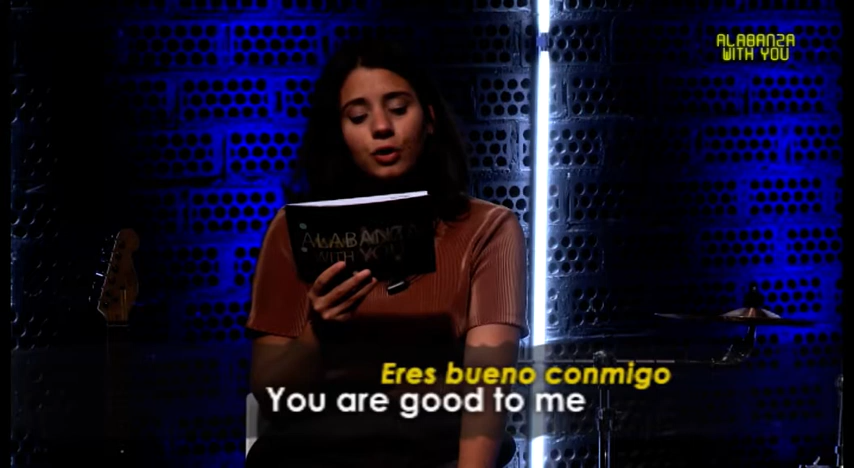 ALABANZA
WITH YOU
ALABANZA
WITH YOU
Eres bueno conmigo
You are good to me